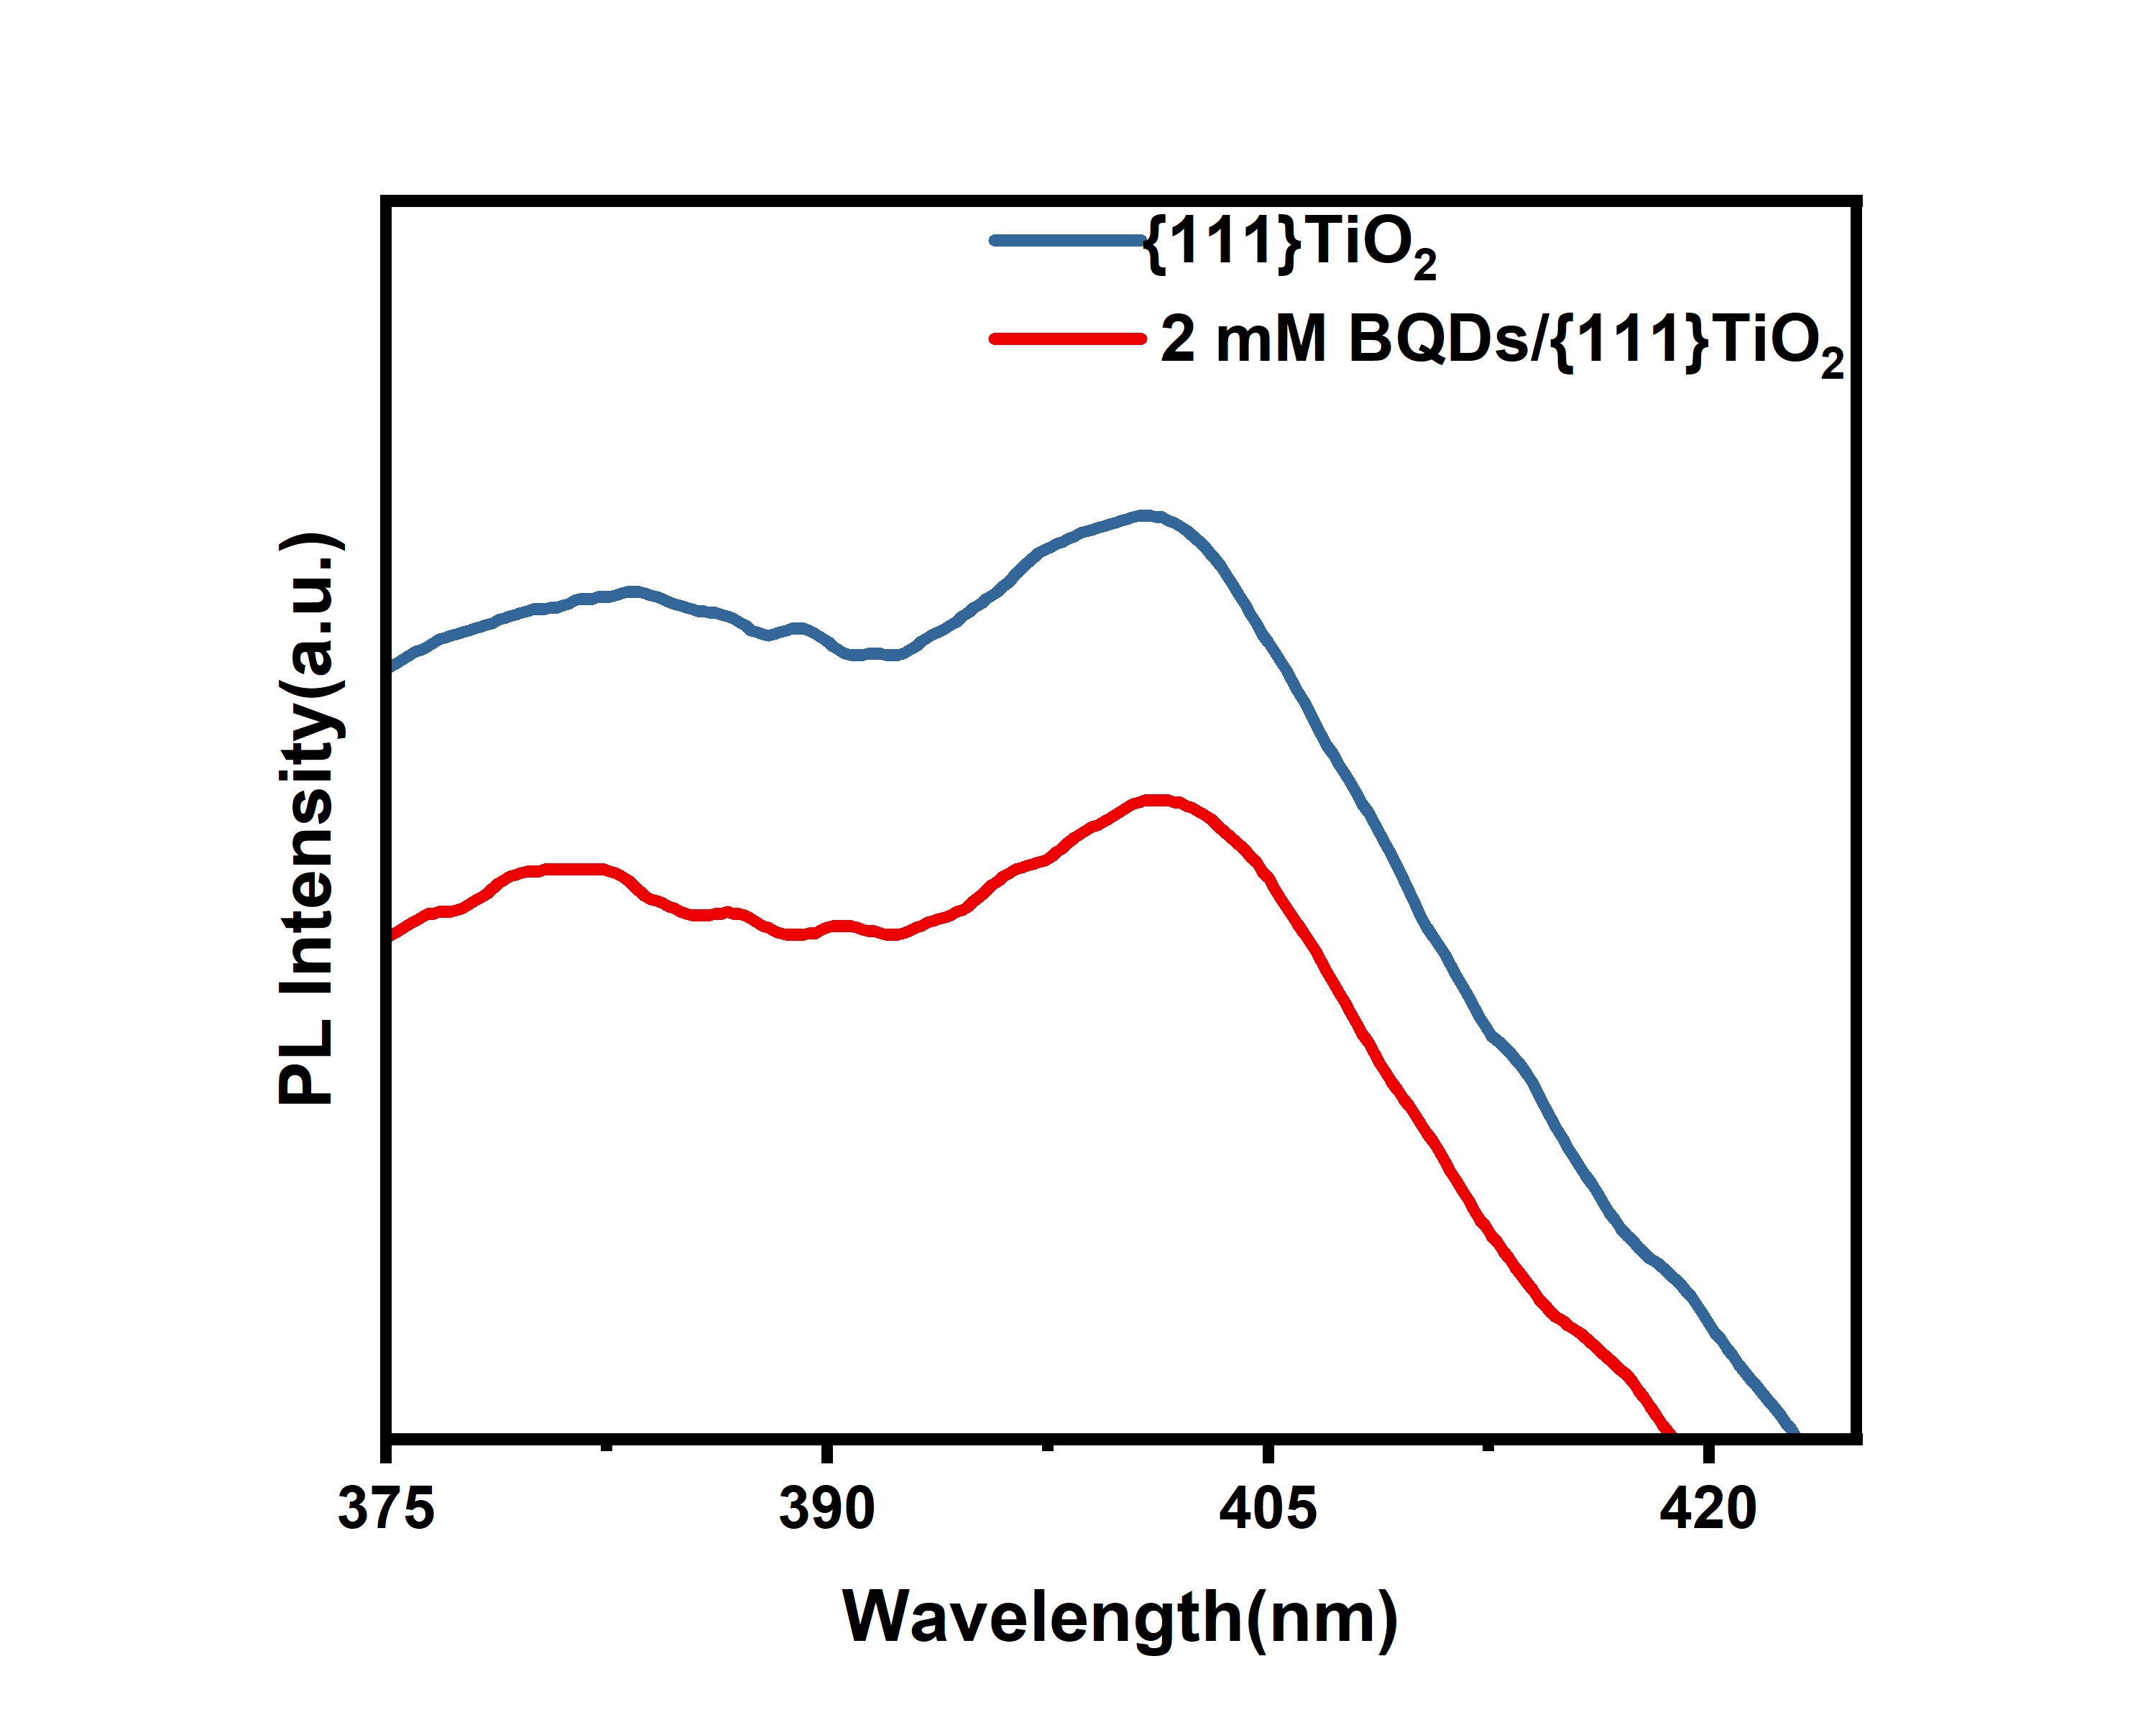 {111}TiO₂
2 mM BQDs/{111}TiO₂
PL Intensity(a.u.)
375 390 405 420
Wavelength(nm)